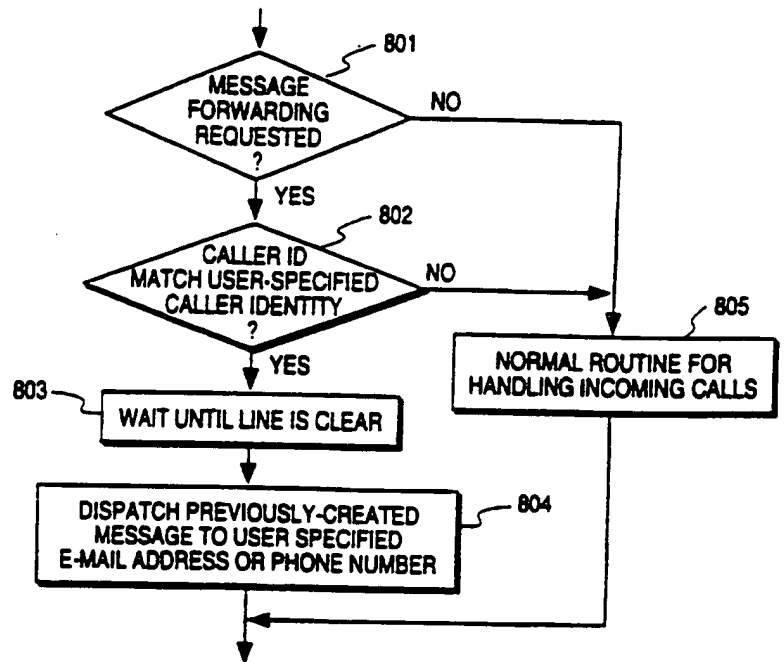 801
MESSAGE
FORWARDING
REQUESTED
?
NO
YES
802
CALLER ID
MATCH USER-SPECIFIED
CALLER IDENTITY
?
NO
YES
805
NORMAL ROUTINE FOR
HANDLING INCOMING CALLS
803
WAIT UNTIL LINE IS CLEAR
804
DISPATCH PREVIOUSLY-CREATED
MESSAGE TO USER SPECIFIED
E-MAIL ADDRESS OR PHONE NUMBER